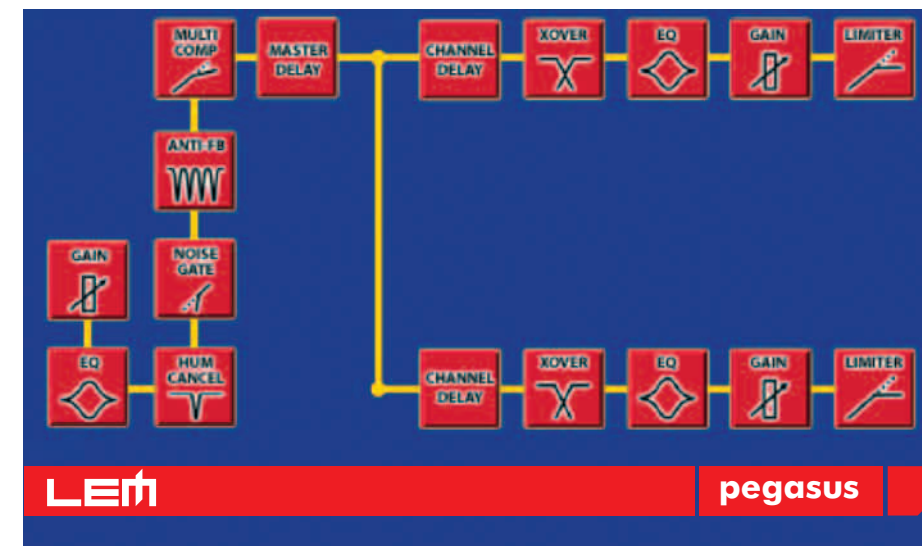 MULTI
COMP
MASTER
DELAY
CHANNEL
DELAY
XOVER
EQ
GAIN
LIMITER
ANTI-FB
GAIN
NOISE
GATE
EQ
HUM
CANCEL
CHANNEL
DELAY
XOVER
EQ
GAIN
LIMITER
LEM
pegasus